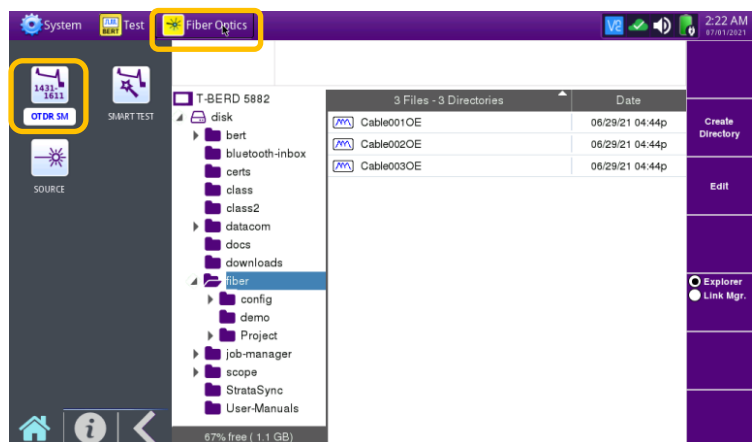 System
BERT
Test
Fiber Optics
V2
2:22 AM
07/01/2021
1431-
1611
OTDR SM
SMART TEST
SOURCE
T-BERD 5882
disk
bert
bluetooth-inbox
certs
class
class2
datacom
docs
downloads
fiber
config
demo
Project
job-manager
scope
StrataSync
User-Manuals
67% free ( 1.1 GB)
3 Files - 3 Directories
Date
Cable001OE
06/29/21 04:44p
Cable002OE
06/29/21 04:44p
Cable003OE
06/29/21 04:44p
Create
Directory
Edit
Explorer
Link Mgr.